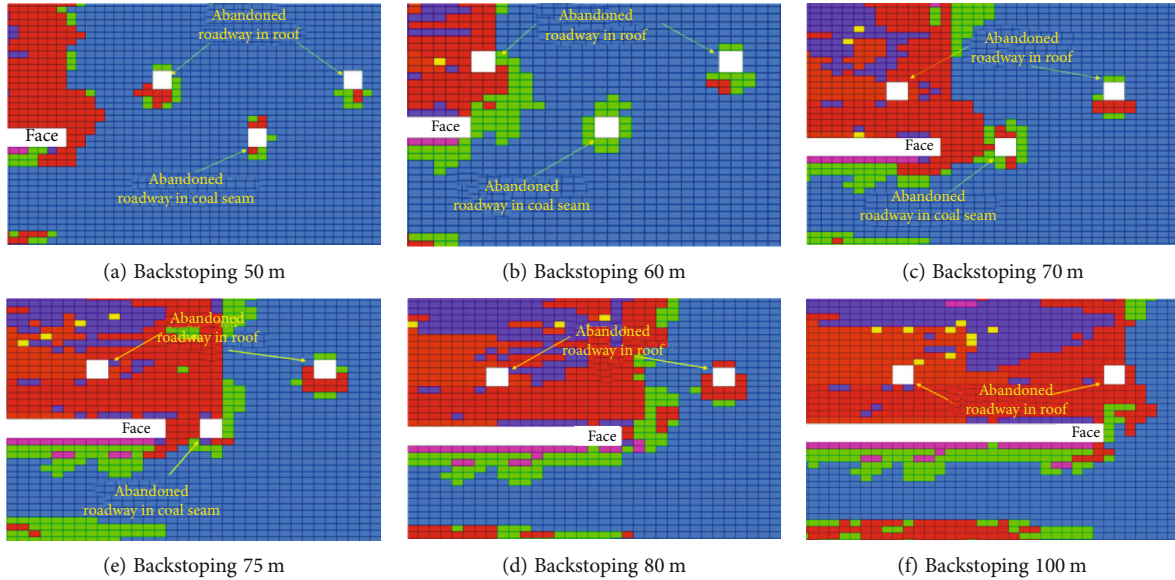 Abandoned
roadway in roof
Face
Abandoned
roadway in coal seam
(a) Backstoping 50 m
Abandoned
roadway in roof
Face
Abandoned
roadway in coal seam
(b) Backstoping 60 m
Abandoned
roadway in roof
Face
Abandoned
roadway in coal seam
(c) Backstoping 70 m
Abandoned
roadway in roof
Face
Abandoned
roadway in coal seam
(e) Backstoping 75 m
Abandoned
roadway in roof
Face
(d) Backstoping 80 m
Abandoned
roadway in roof
Face
(f) Backstoping 100 m